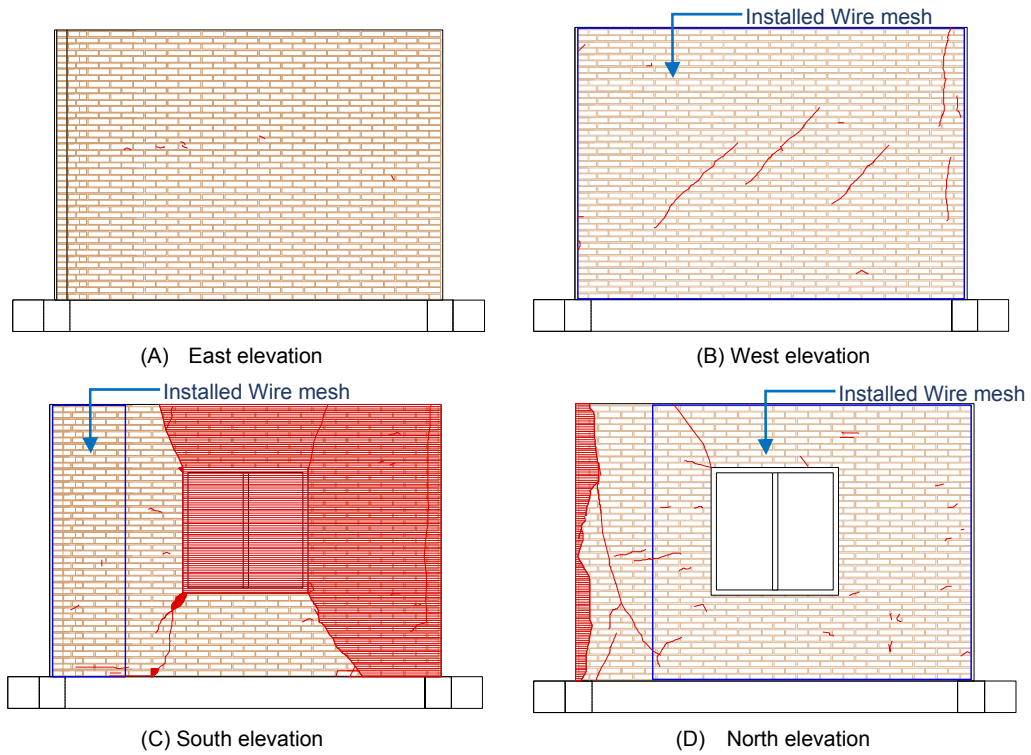 Installed Wire mesh
(A) East elevation
(B) West elevation
Installed Wire mesh
Installed Wire mesh
(C) South elevation
(D) North elevation